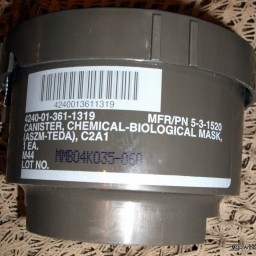 4240013611319
4240-01-361-1319 MFR/PN 5-3-1520
CANISTER, CHEMICAL-BIOLOGICAL MASK,
(ASZM-TEDA), C2A1
1 EA.
M44
LOT NO. MMB04K035-060